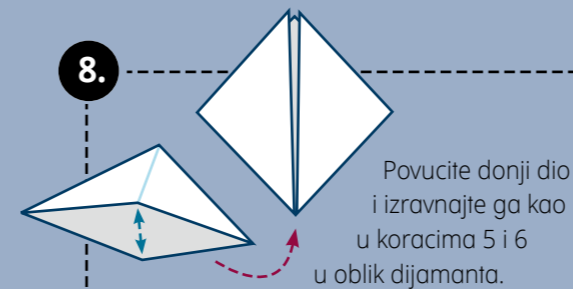 8.
Povucite donji dio
i izravnajte ga kao
u koracima 5 i 6
u oblik dijamanta.